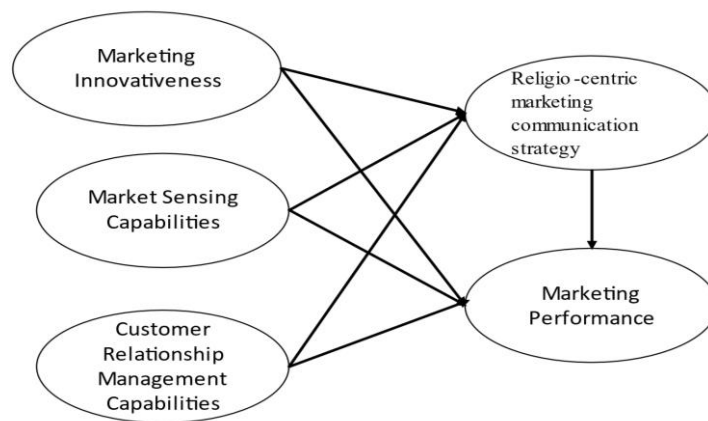 Marketing
Innovativeness
Religio -centric
marketing
communication
strategy
Market Sensing
Capabilities
Marketing
Performance
Customer
Relationship
Management
Capabilities